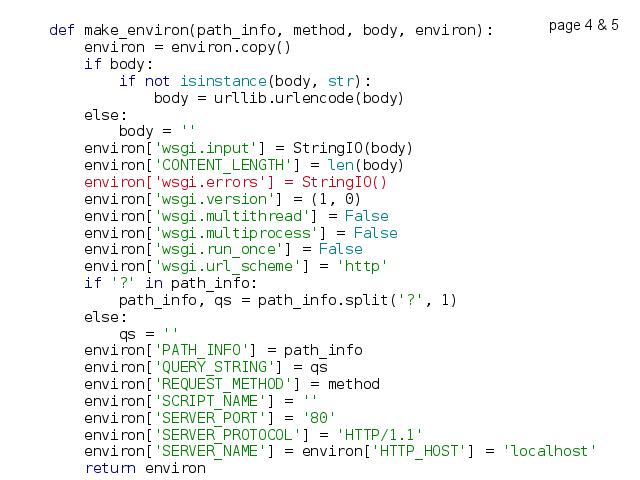 page 4 & 5
def make_environ(path_info, method, body, environ):
    environ = environ.copy()
    if body:
        if not isinstance(body, str):
            body = urllib.urlencode(body)
    else:
        body = ''
    environ['wsgi.input'] = StringIO(body)
    environ['CONTENT_LENGTH'] = len(body)
    environ['wsgi.errors'] = StringIO()
    environ['wsgi.version'] = (1, 0)
    environ['wsgi.multithread'] = False
    environ['wsgi.multiprocess'] = False
    environ['wsgi.run_once'] = False
    environ['wsgi.url_scheme'] = 'http'
    if '?' in path_info:
        path_info, qs = path_info.split('?', 1)
    else:
        qs = ''
    environ['PATH_INFO'] = path_info
    environ['QUERY_STRING'] = qs
    environ['REQUEST_METHOD'] = method
    environ['SCRIPT_NAME'] = ''
    environ['SERVER_PORT'] = '80'
    environ['SERVER_PROTOCOL'] = 'HTTP/1.1'
    environ['SERVER_NAME'] = environ['HTTP_HOST'] = 'localhost'
    return environ